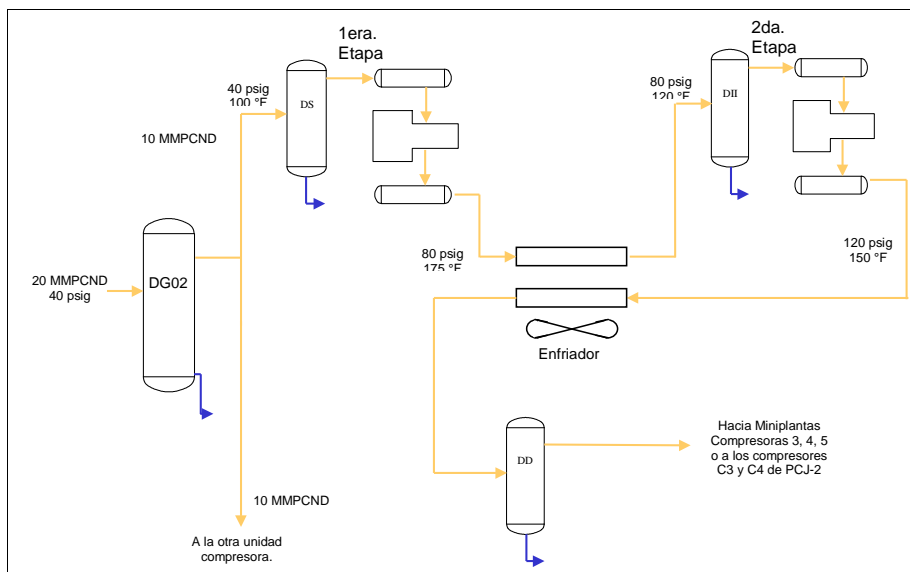 1era.
Etapa
2da.
Etapa
40 psig
100 °F
DS
80 psig
120 °F
DII
10 MMPCND
20 MMPCND
40 psig
DG02
80 psig
175 °F
120 psig
150 °F
Enfriador
DD
Hacia Miniplantas
Compresoras 3, 4, 5
o a los compresores
C3 y C4 de PCJ-2
10 MMPCND
A la otra unidad
compresora.